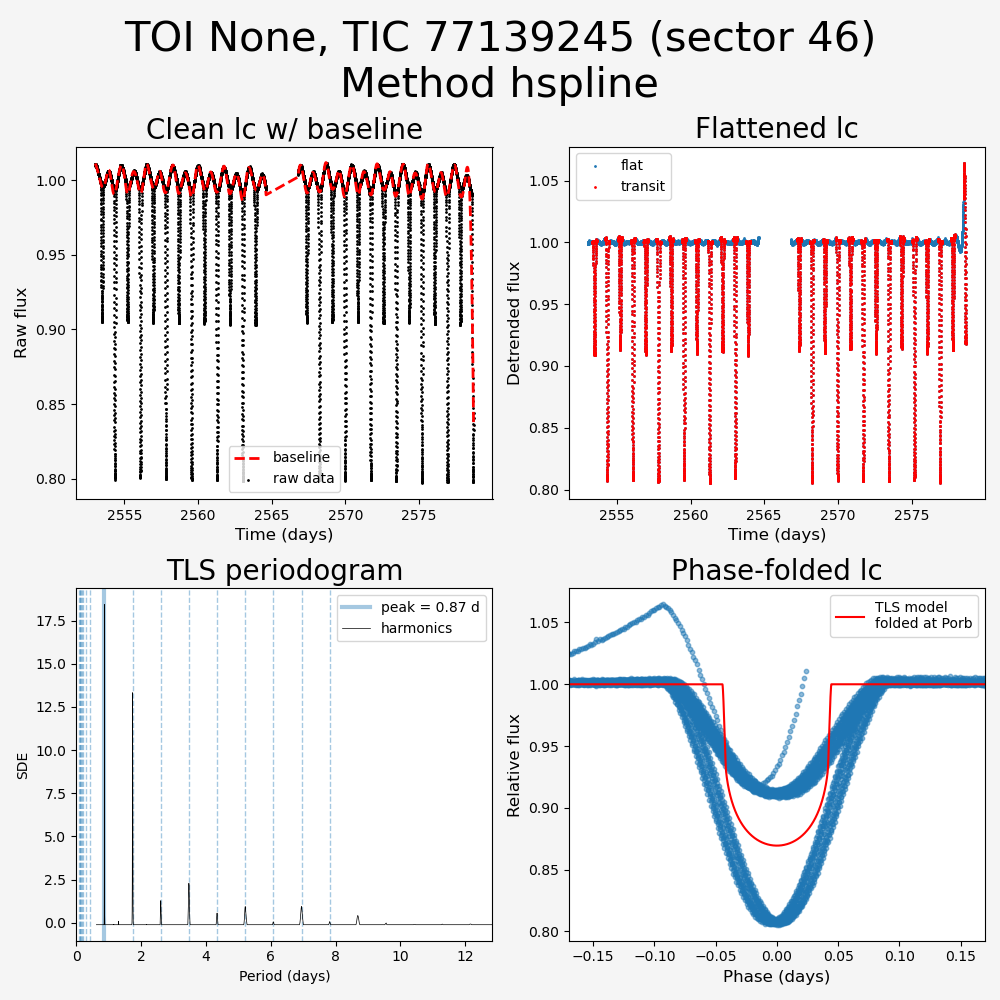 TOI None, TIC 77139245 (sector 46)
Method hspline
Clean lc w/ baseline
Raw flux
1.00
0.95
0.90
0.85
0.80
baseline
raw data
2555
2560
2565
2570
2575
Time (days)
Flattened lc
Detrended flux
1.05
1.00
0.95
0.90
0.85
0.80
flat
transit
2555
2560
2565
2570
2575
Time (days)
TLS periodogram
SDE
17.5
15.0
12.5
10.0
7.5
5.0
2.5
0.0
peak = 0.87 d
harmonics
0
2
4
6
8
10
12
Period (days)
Phase-folded lc
Relative flux
1.05
1.00
0.95
0.90
0.85
0.80
TLS model
folded at Porb
−0.15
−0.10
−0.05
0.00
0.05
0.10
0.15
Phase (days)